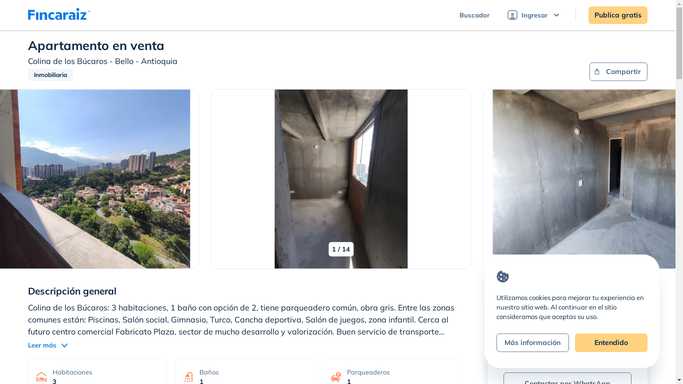 Fincaraíz
Buscador
Ingresar
Publica gratis
Apartamento en venta
Colina de los Búcaros - Bello - Antioquia
Inmobiliaria
Compartir
1 / 14
Descripción general
Colina de los Búcaros: 3 habitaciones, 1 baño con opción de 2, tiene parqueadero común, obra gris. Entre las zonas
comunes están: Piscinas, Salón social, Gimnasio, Turco, Cancha deportiva, Salón de juegos, zona infantil. Cerca al
futuro centro comercial Fabricato Plaza, sector de mucho desarrollo y valorización. Buen servicio de transporte...
Leer más
Utilizamos cookies para mejorar tu experiencia en
nuestro sitio web. Al continuar en el sitio
consideramos que aceptas su uso.
Más información
Entendido
Habitaciones
3
Baños
1
Parqueaderos
1
Contactar por WhatsApp